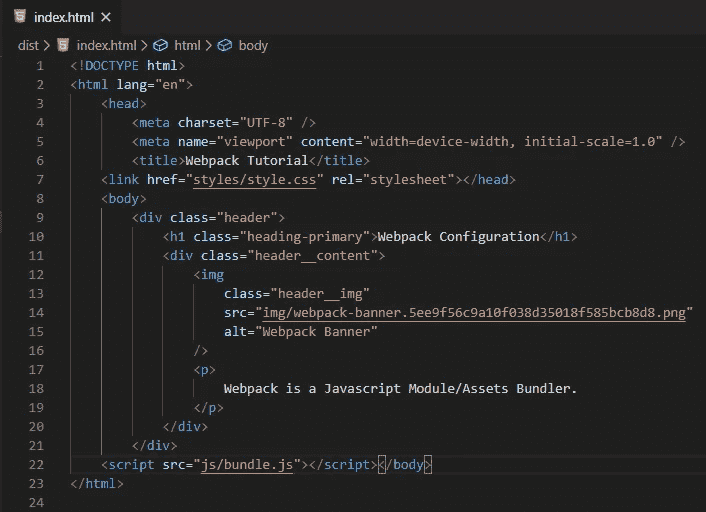 index.html ×
dist > index.html > html > body
1 <!DOCTYPE html>
2 <html lang="en">
3     <head>
4         <meta charset="UTF-8" />
5         <meta name="viewport" content="width=device-width, initial-scale=1.0" />
6         <title>Webpack Tutorial</title>
7     <link href="styles/style.css" rel="stylesheet"></head>
8     <body>
9         <div class="header">
10             <h1 class="heading-primary">Webpack Configuration</h1>
11             <div class="header__content">
12                 <img
13                     class="header__img"
14                     src="img/webpack-banner.5ee9f56c9a10f038d35018f585bcb8d8.png"
15                     alt="Webpack Banner"
16                 />
17                 <p>
18                     Webpack is a Javascript Module/Assets Bundler.
19                 </p>
20             </div>
21         </div>
22     <script src="js/bundle.js"></script></body>
23 </html>
24